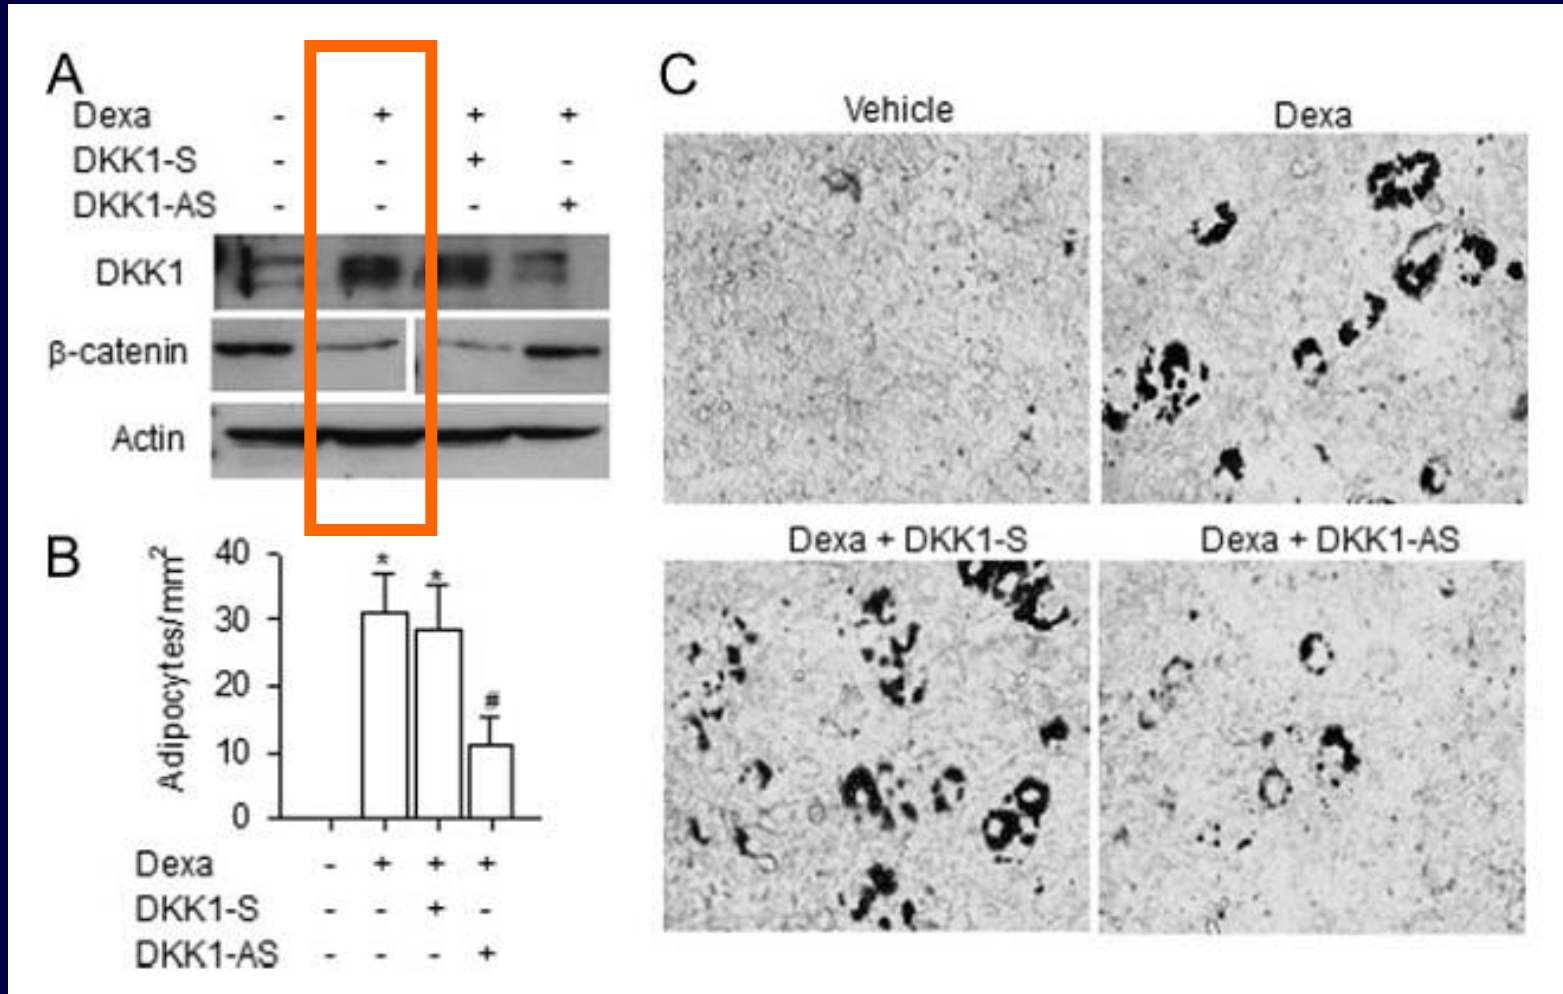 A
Dexa - + + +
DKK1-S - - + -
DKK1-AS - - - +
DKK1
β-catenin
Actin
B
Adipocytes/mm²
40
30
20
10
0
* * #
Dexa - + + +
DKK1-S - - + -
DKK1-AS - - - +
C
Vehicle
Dexa
Dexa + DKK1-S
Dexa + DKK1-AS